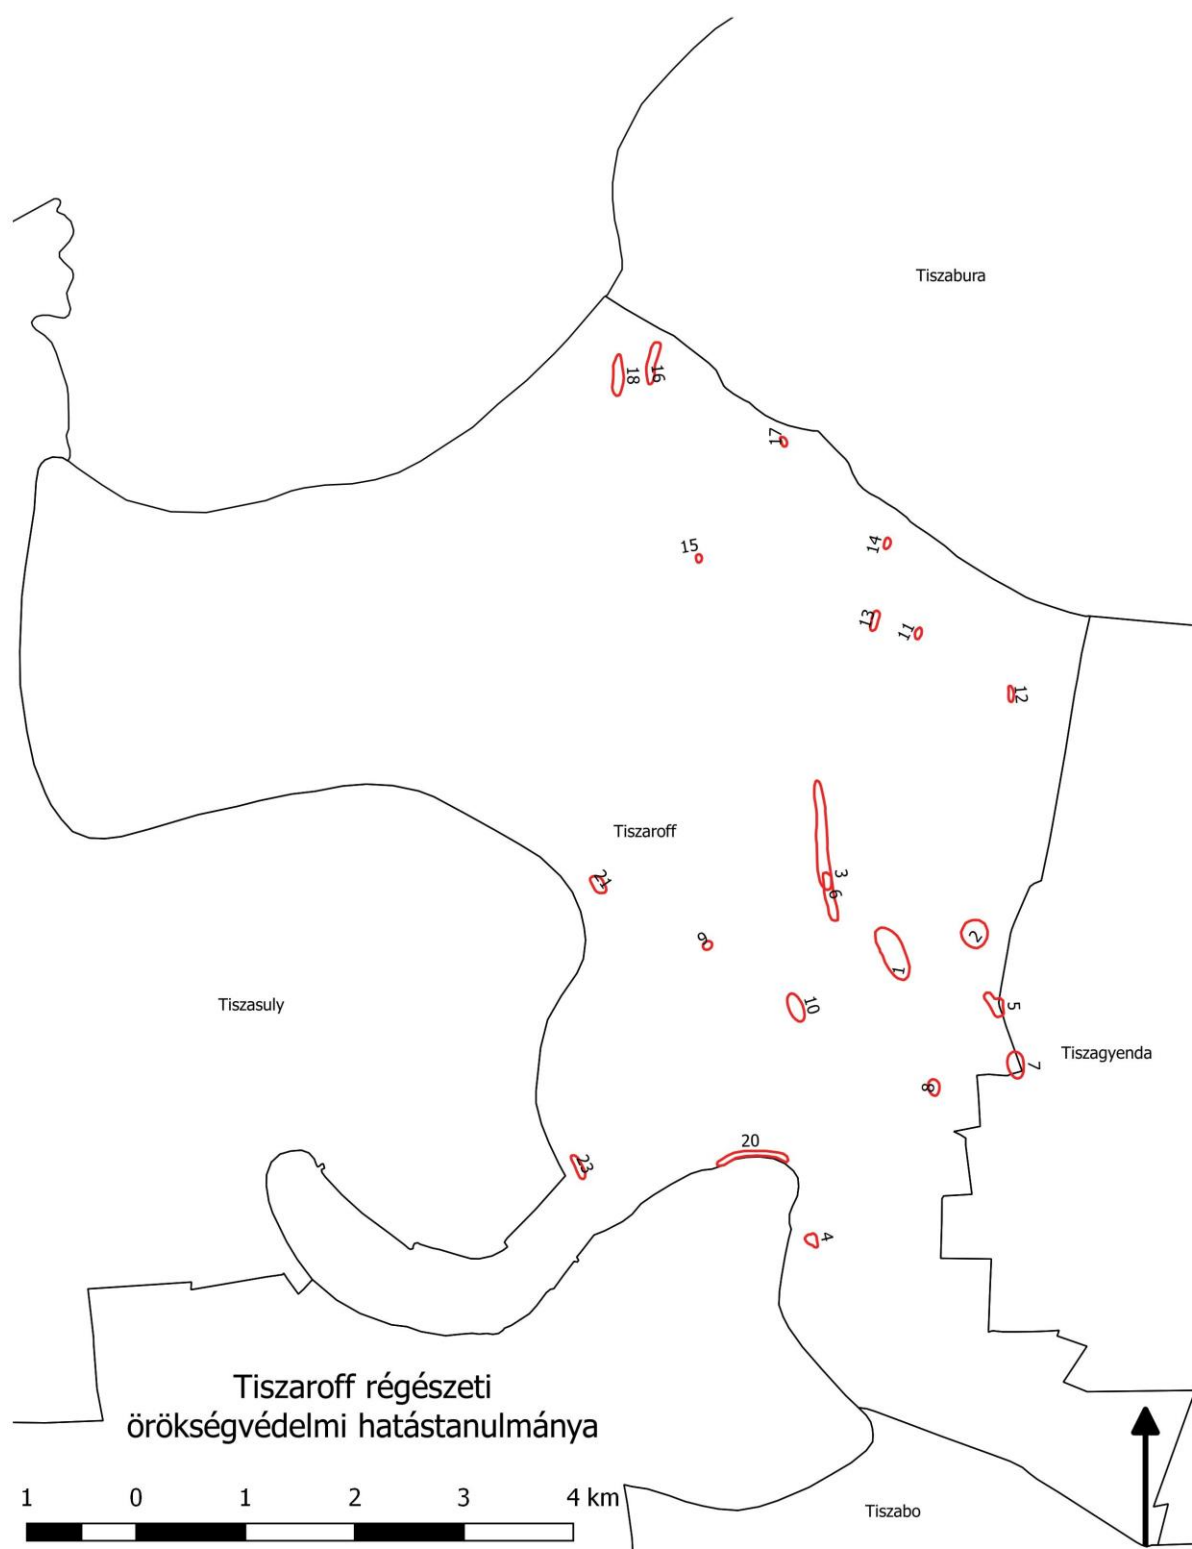 Tiszabura
16
18
17
15
14
13
11
12
Tiszaroff
3
6
21
9
2
1
10
5
Tiszasuly
Tiszagyenda
7
8
20
23
4
Tiszaroff régészeti
örökségvédelmi hatástanulmánya
1 0 1 2 3 4 km
Tiszabo